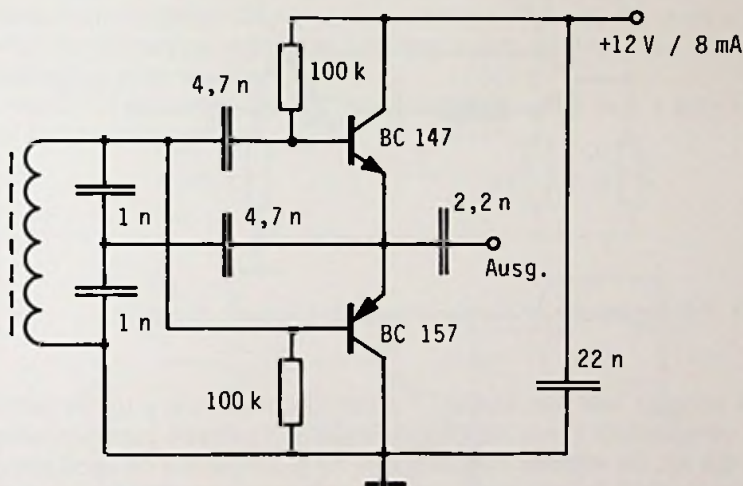 +12 V / 8 mA
100 k
4,7 n
BC 147
1 n
4,7 n
2,2 n
Ausg.
1 n
BC 157
22 n
100 k